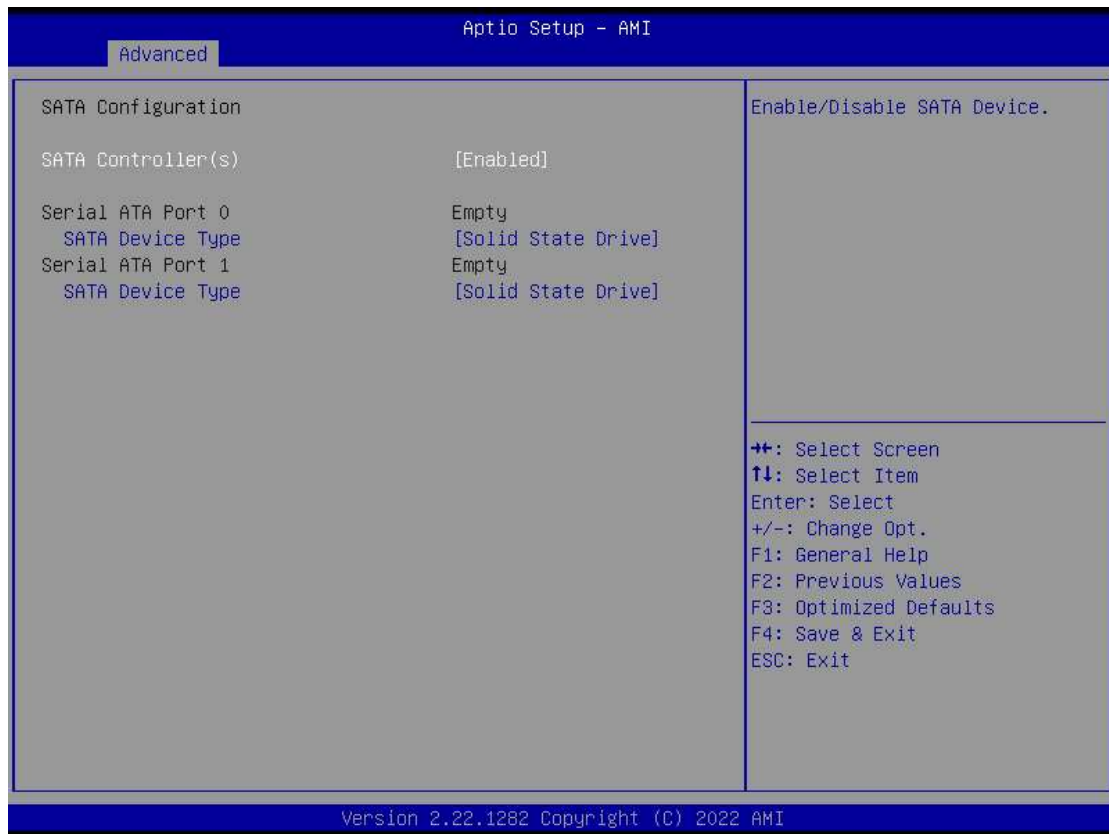 Aptio Setup - AMI
Advanced
SATA Configuration
SATA Controller(s) [Enabled]
Serial ATA Port 0 Empty
SATA Device Type [Solid State Drive]
Serial ATA Port 1 Empty
SATA Device Type [Solid State Drive]
Enable/Disable SATA Device.
→←: Select Screen
↑↓: Select Item
Enter: Select
+/-: Change Opt.
F1: General Help
F2: Previous Values
F3: Optimized Defaults
F4: Save & Exit
ESC: Exit
Version 2.22.1282 Copyright (C) 2022 AMI